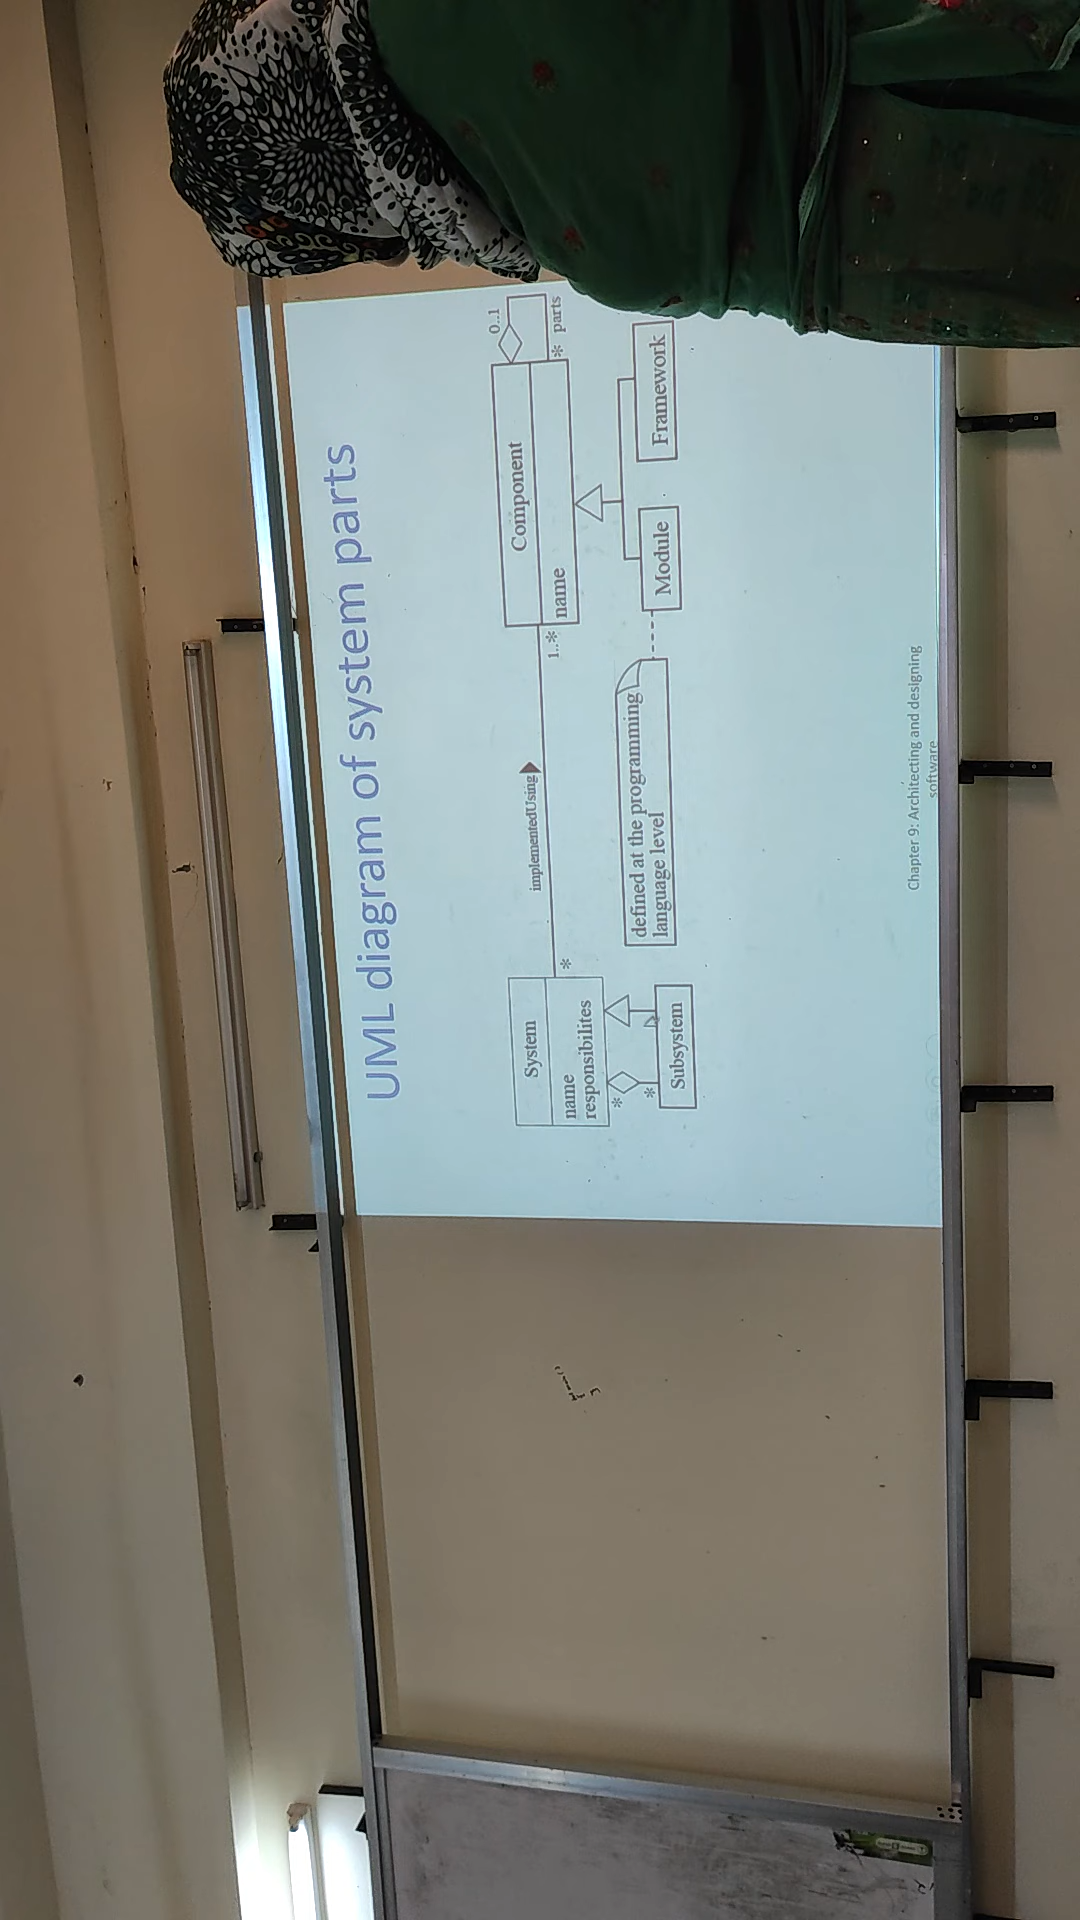 UML diagram of system parts
System
name
responsibilites
*
implementedUsing
1..*
Component
name
0..1
* parts
*
*
Subsystem
defined at the programming
language level
Module
Framework
Chapter 9: Architecting and designing
software